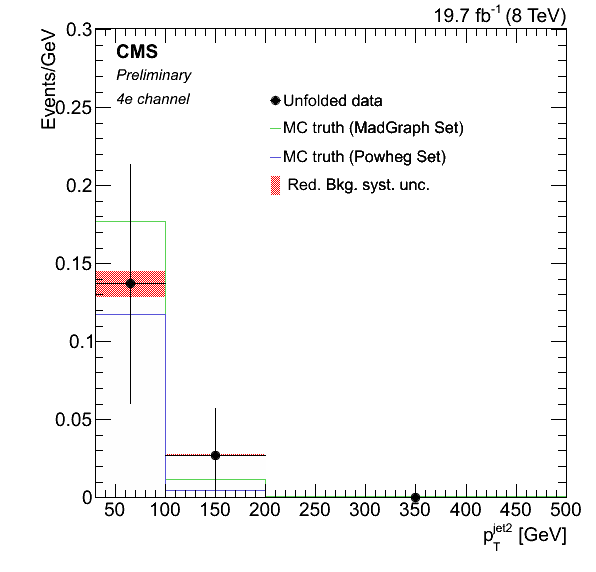 19.7 fb⁻¹ (8 TeV)
Events/GeV
0.3
0.25
0.2
0.15
0.1
0.05
0
CMS
Preliminary
4e channel
Unfolded data
MC truth (MadGraph Set)
MC truth (Powheg Set)
Red. Bkg. syst. unc.
50 100 150 200 250 300 350 400 450 500
p_T^jet2 [GeV]